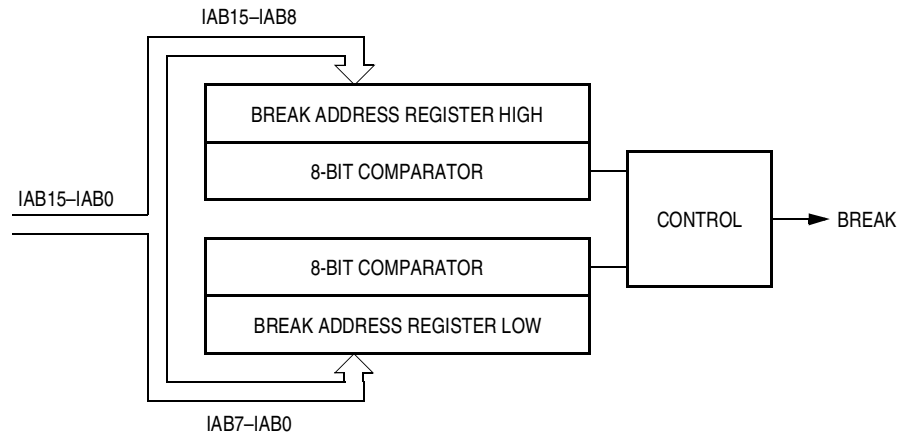 IAB15–IAB8
BREAK ADDRESS REGISTER HIGH
8-BIT COMPARATOR
IAB15–IAB0
CONTROL
BREAK
8-BIT COMPARATOR
BREAK ADDRESS REGISTER LOW
IAB7–IAB0